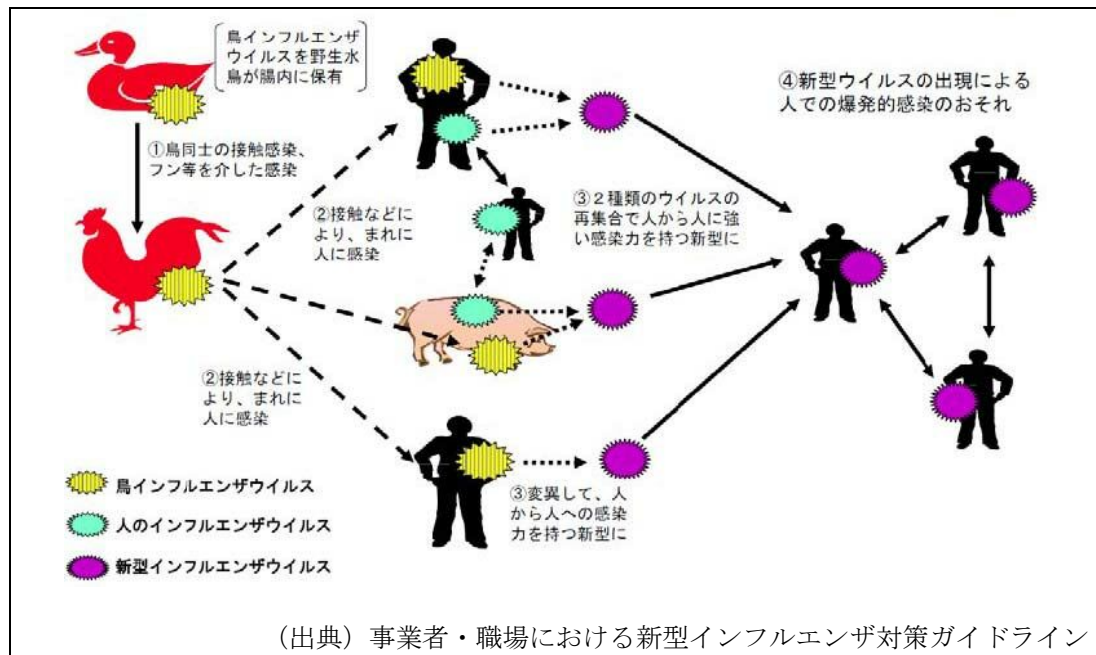 鳥インフルエンザ
ウイルスを野生水
鳥が腸内に保有
①鳥同士の接触感染、
フン等を介した感染
②接触などに
より、まれに
人に感染
③2種類のウイルスの
再集合で人から人に強
い感染力を持つ新型に
④新型ウイルスの出現による
人での爆発的感染のおそれ
②接触などに
より、まれに
人に感染
③変異して、人
から人への感染
力を持つ新型に
鳥インフルエンザウイルス
人のインフルエンザウイルス
新型インフルエンザウイルス
（出典）事業者・職場における新型インフルエンザ対策ガイドライン